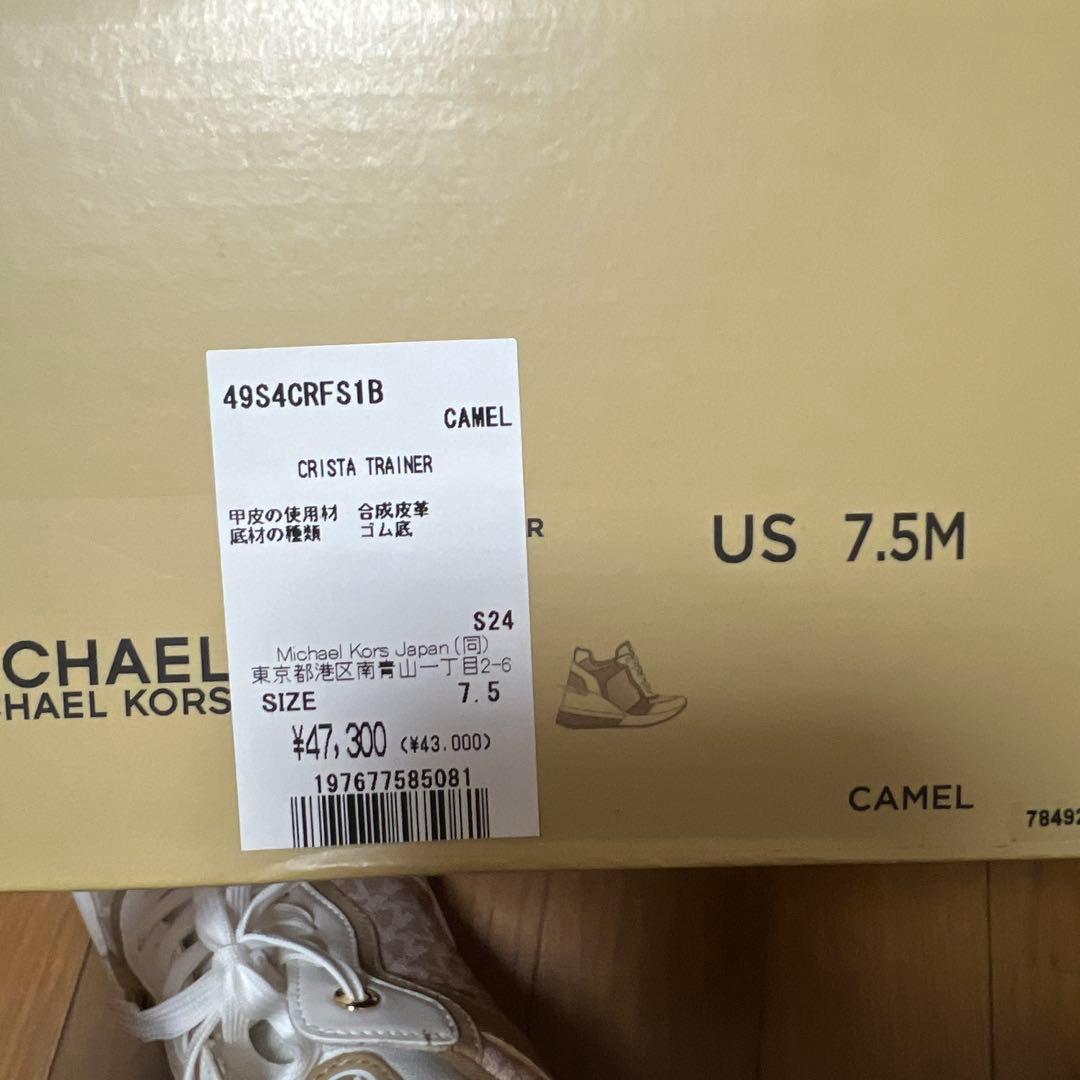 49S4CRFS1B
CAMEL
CRISTA TRAINER
甲皮の使用材 合成皮革
底材の種類 ゴム底
R
US 7.5M
S24
Michael Kors Japan(同)
東京都港区南青山一丁目2-6
SIZE 7.5
¥47,300 (¥43.000)
197677585081
CHAEL
HAEL KORS
CAMEL
78492